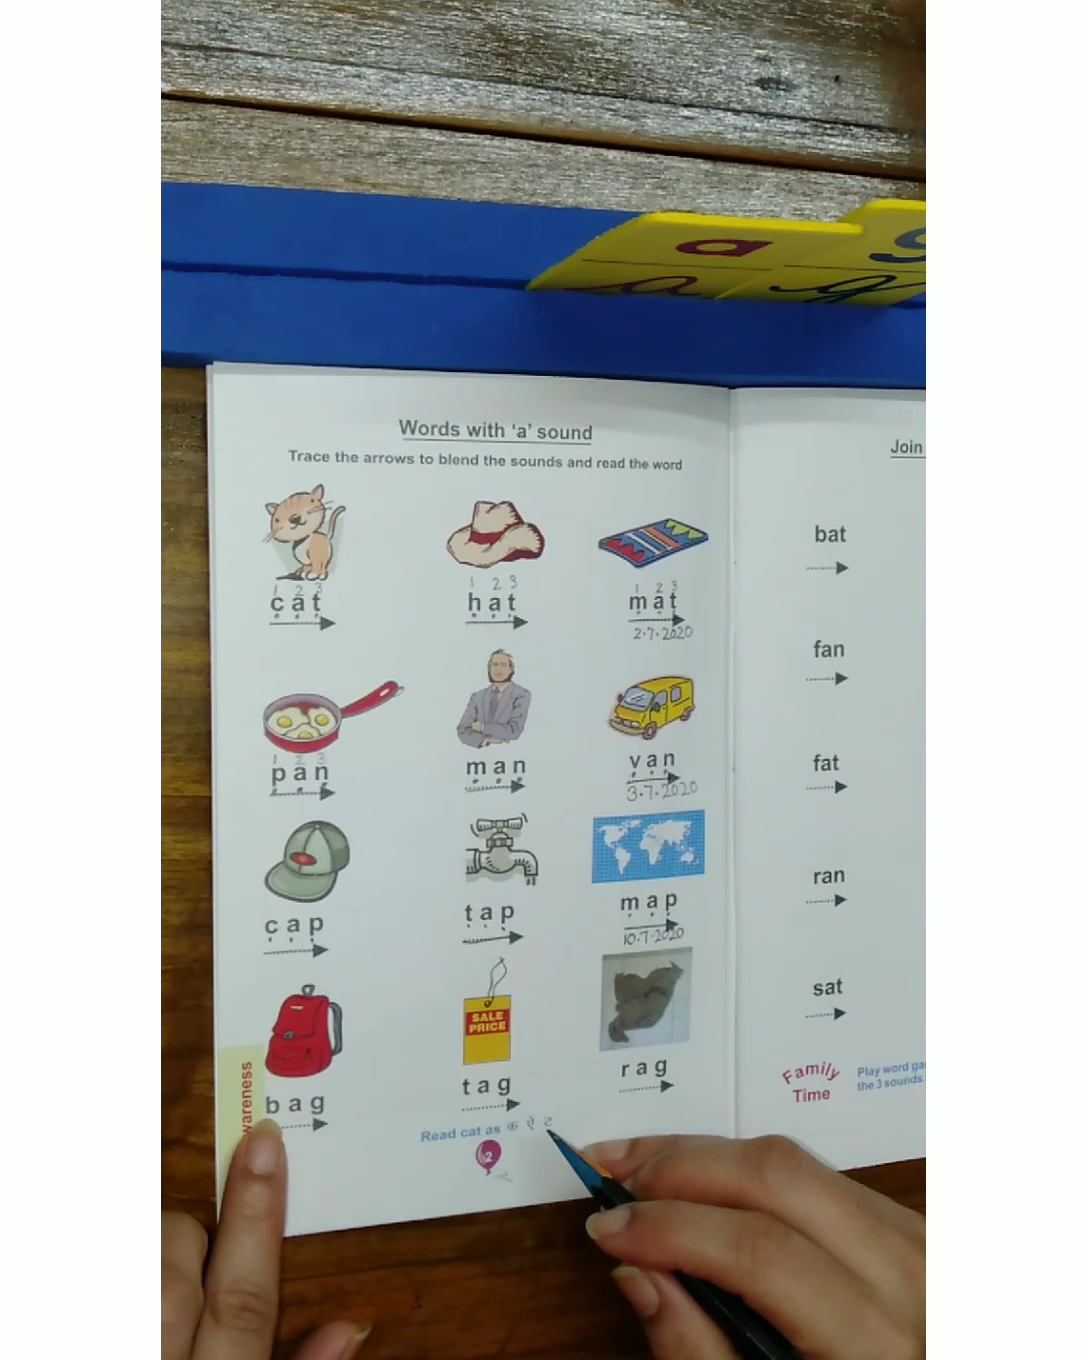 a
a
Words with ‘a’ sound
Trace the arrows to blend the sounds and read the word
1 2 3
1 2 3
1 2 3
cat
hat
mat
2·7·2020
1 2 3
pan
man
van
3·7·2020
cap
tap
map
10·7·2020
SALE
PRICE
bag
tag
rag
wareness
Read cat as क ऐ ट
2
Join
bat
fan
fat
ran
sat
Family
Time
Play word ga
the 3 sounds